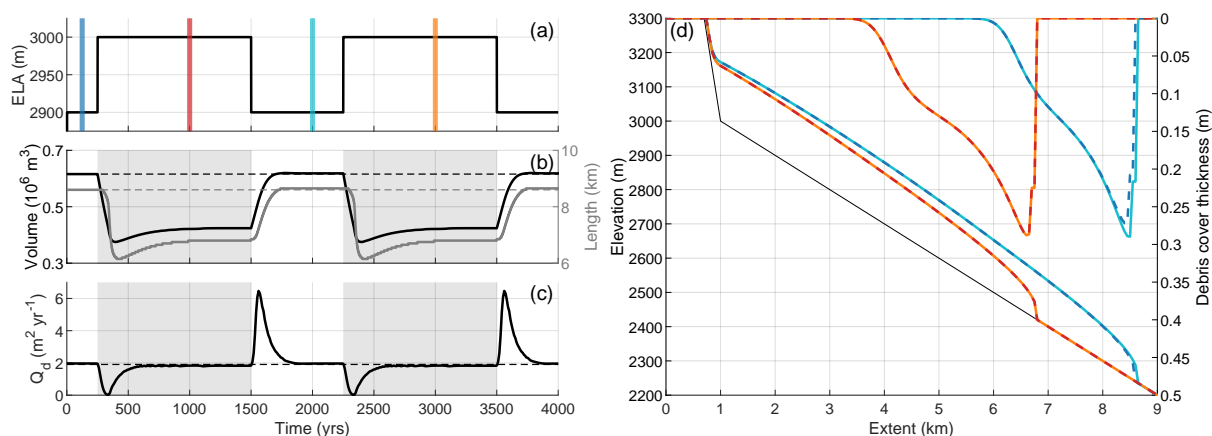 3000
2950
2900
ELA (m)
(a)
0.7
0.5
0.3
Volume (10⁶ m³)
(b)
10
8
6
Length (km)
6
4
2
0
Q_d (m² yr⁻¹)
(c)
0 500 1000 1500 2000 2500 3000 3500 4000
Time (yrs)
(d)
3300
3200
3100
3000
2900
2800
2700
2600
2500
2400
2300
2200
Elevation (m)
0
0.05
0.1
0.15
0.2
0.25
0.3
0.35
0.4
0.45
0.5
Debris cover thickness (m)
0 1 2 3 4 5 6 7 8 9
Extent (km)